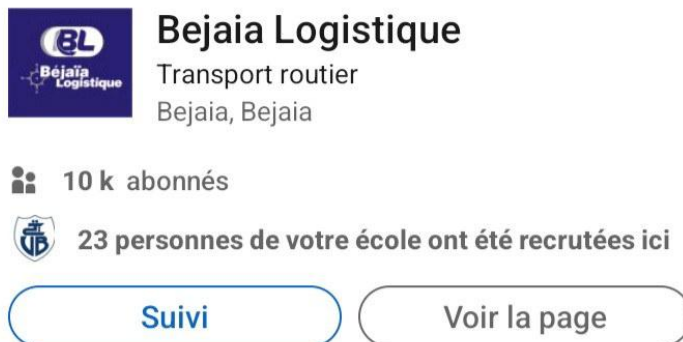 BL
Béjaïa
Logistique
Bejaia Logistique
Transport routier
Bejaia, Bejaia
10 k abonnés
23 personnes de votre école ont été recrutées ici
Suivi
Voir la page